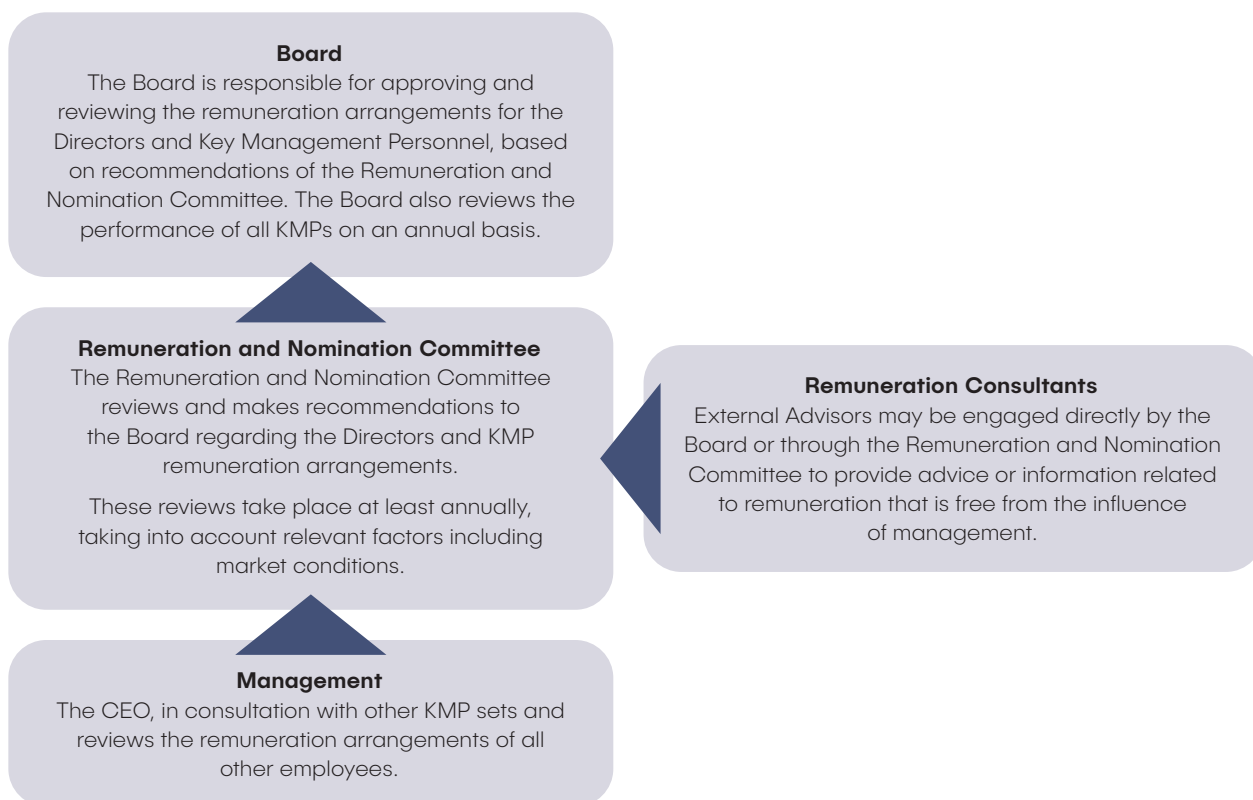 Board
The Board is responsible for approving and
reviewing the remuneration arrangements for the
Directors and Key Management Personnel, based
on recommendations of the Remuneration and
Nomination Committee. The Board also reviews the
performance of all KMPs on an annual basis.
Remuneration and Nomination Committee
The Remuneration and Nomination Committee
reviews and makes recommendations to
the Board regarding the Directors and KMP
remuneration arrangements.
These reviews take place at least annually,
taking into account relevant factors including
market conditions.
Remuneration Consultants
External Advisors may be engaged directly by the
Board or through the Remuneration and Nomination
Committee to provide advice or information related
to remuneration that is free from the influence
of management.
Management
The CEO, in consultation with other KMP sets and
reviews the remuneration arrangements of all
other employees.